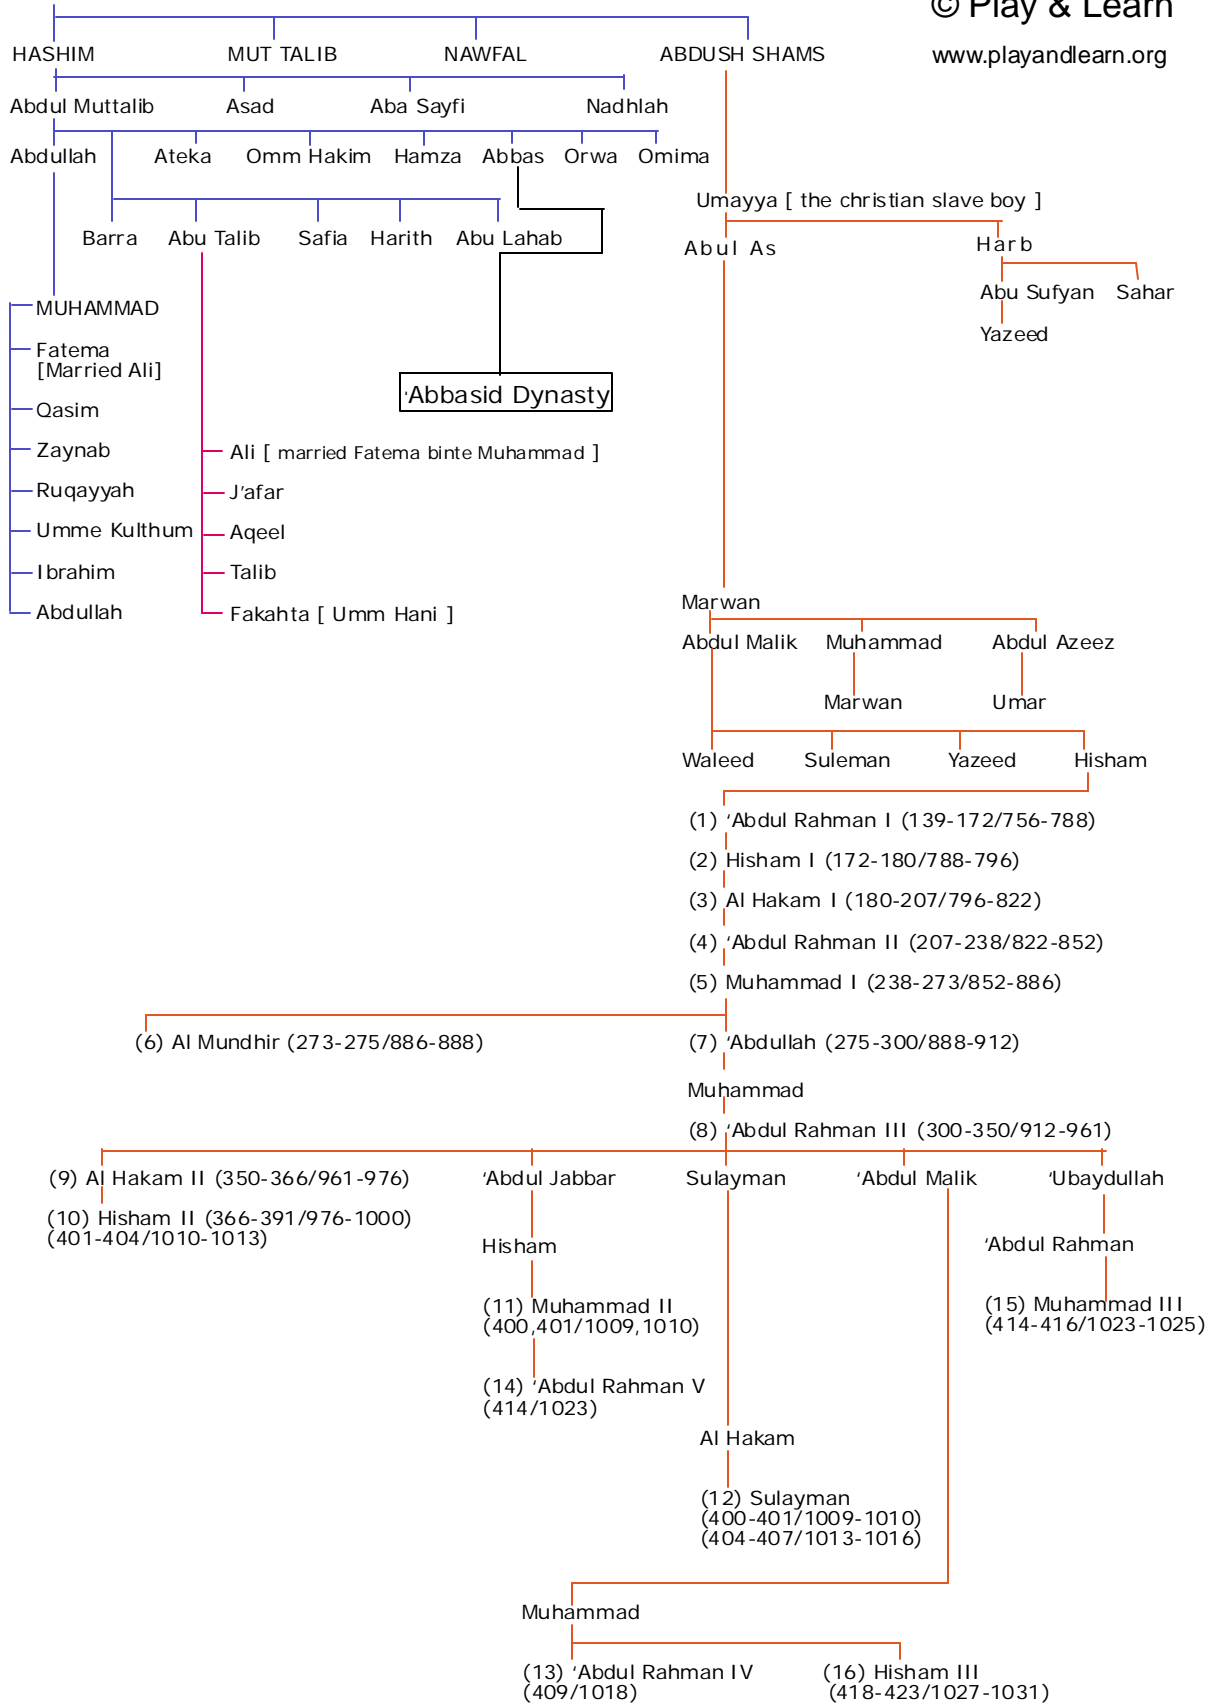 © Play & Learn
HASHIM MUT TALIB NAWFAL ABDUSH SHAMS www.playandlearn.org
Abdul Muttalib Asad Aba Sayfi Nadhlah
Abdullah Ateka Omm Hakim Hamza Abbas Orwa Omima
Umayya [ the christian slave boy ]
Barra Abu Talib Safia Harith Abu Lahab Abul As Harb
Abu Sufyan Sahar
MUHAMMAD
Yazeed
Fatema
[Married Ali]
'Abbasid Dynasty
Qasim
Zaynab Ali [ married Fatema binte Muhammad ]
Ruqayyah J'afar
Umme Kulthum Aqeel
Ibrahim Talib
Abdullah Fakahta [ Umm Hani ]
Marwan
Abdul Malik Muhammad Abdul Azeez
Marwan Umar
Waleed Suleman Yazeed Hisham
(1) 'Abdul Rahman I (139-172/756-788)
(2) Hisham I (172-180/788-796)
(3) Al Hakam I (180-207/796-822)
(4) 'Abdul Rahman II (207-238/822-852)
(5) Muhammad I (238-273/852-886)
(6) Al Mundhir (273-275/886-888) (7) 'Abdullah (275-300/888-912)
Muhammad
(8) 'Abdul Rahman III (300-350/912-961)
(9) Al Hakam II (350-366/961-976) 'Abdul Jabbar Sulayman 'Abdul Malik 'Ubaydullah
(10) Hisham II (366-391/976-1000)
(401-404/1010-1013)
Hisham 'Abdul Rahman
(11) Muhammad II (15) Muhammad III
(400,401/1009,1010) (414-416/1023-1025)
(14) 'Abdul Rahman V
(414/1023)
Al Hakam
(12) Sulayman
(400-401/1009-1010)
(404-407/1013-1016)
Muhammad
(13) 'Abdul Rahman IV (16) Hisham III
(409/1018) (418-423/1027-1031)